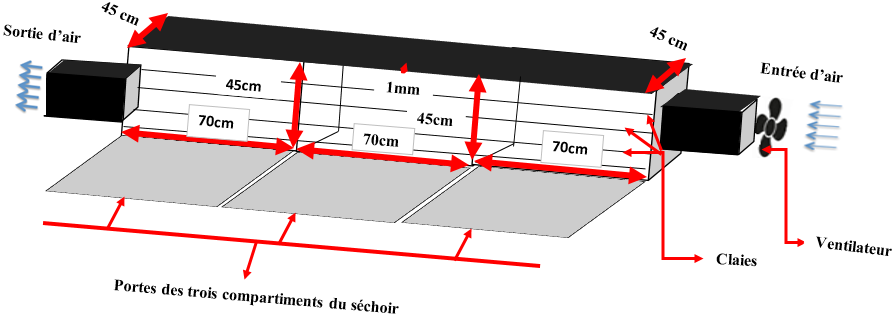 45 cm
Sortie d'air
45 cm
Entrée d'air
45cm
1mm
70cm
45cm
70cm
70cm
Ventilateur
Claies
Portes des trois compartiments du séchoir